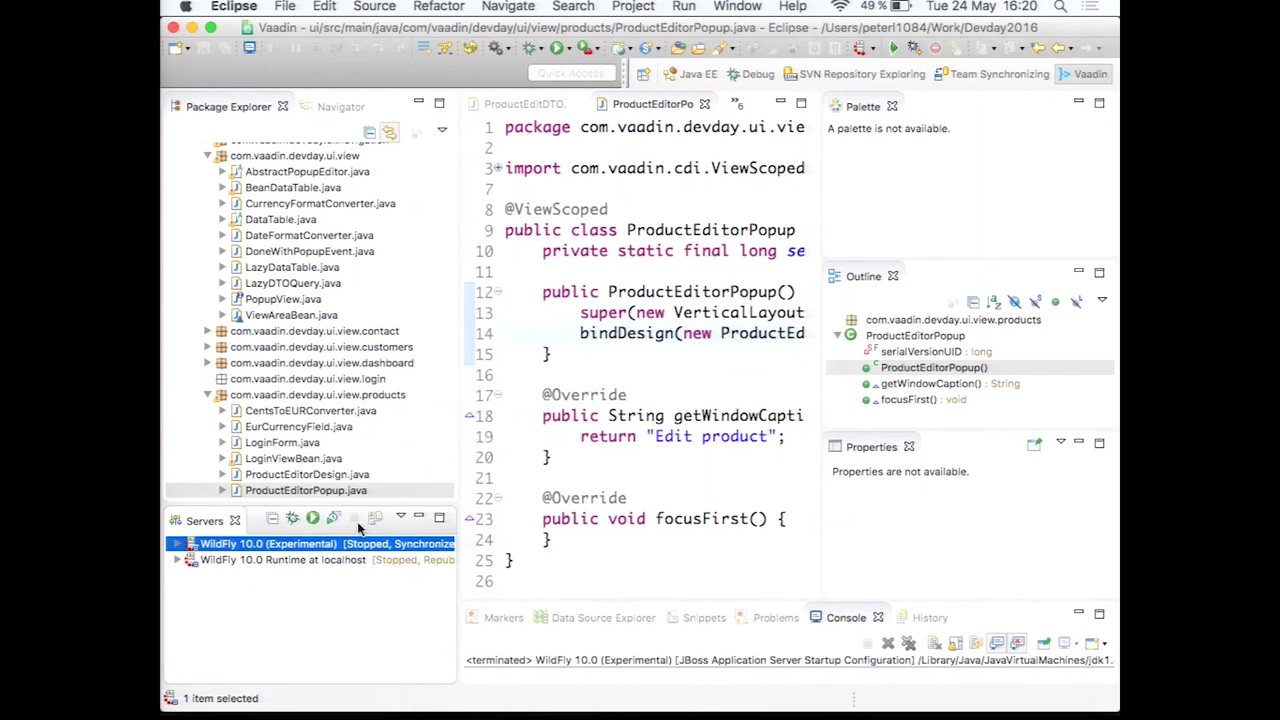 Eclipse File Edit Source Refactor Navigate Search Project Run Window Help 49 % Tue 24 May 16:20
Vaadin - ui/src/main/java/com/vaadin/devday/ui/view/products/ProductEditorPopup.java - Eclipse - /Users/peterl1084/Work/Devday2016
Quick Access Java EE Debug SVN Repository Exploring Team Synchronizing Vaadin
Package Explorer Navigator
com.vaadin.devday.ui.view
AbstractPopupEditor.java
BeanDataTable.java
CurrencyFormatConverter.java
DataTable.java
DateFormatConverter.java
DoneWithPopupEvent.java
LazyDataTable.java
LazyDTOQuery.java
PopupView.java
ViewAreaBean.java
com.vaadin.devday.ui.view.contact
com.vaadin.devday.ui.view.customers
com.vaadin.devday.ui.view.dashboard
com.vaadin.devday.ui.view.login
com.vaadin.devday.ui.view.products
CentsToEURConverter.java
EurCurrencyField.java
LoginForm.java
LoginViewBean.java
ProductEditorDesign.java
ProductEditorPopup.java
Servers
WildFly 10.0 (Experimental) [Stopped, Synchronize
WildFly 10.0 Runtime at localhost [Stopped, Repub
ProductEditDTO. ProductEditorPo 6
1 package com.vaadin.devday.ui.vie
2
3 import com.vaadin.cdi.ViewScoped
7
8 @ViewScoped
9 public class ProductEditorPopup
10 private static final long se
11
12 public ProductEditorPopup()
13 super(new VerticalLayout
14 bindDesign(new ProductEd
15 }
16
17 @Override
18 public String getWindowCapti
19 return "Edit product";
20 }
21
22 @Override
23 public void focusFirst() {
24 }
25 }
26
Palette
A palette is not available.
Outline
com.vaadin.devday.ui.view.products
ProductEditorPopup
serialVersionUID : long
ProductEditorPopup()
getWindowCaption() : String
focusFirst() : void
Properties
Properties are not available.
Markers Data Source Explorer Snippets Problems Console History
<terminated> WildFly 10.0 (Experimental) [JBoss Application Server Startup Configuration] /Library/Java/JavaVirtualMachines/jdk1.
1 item selected